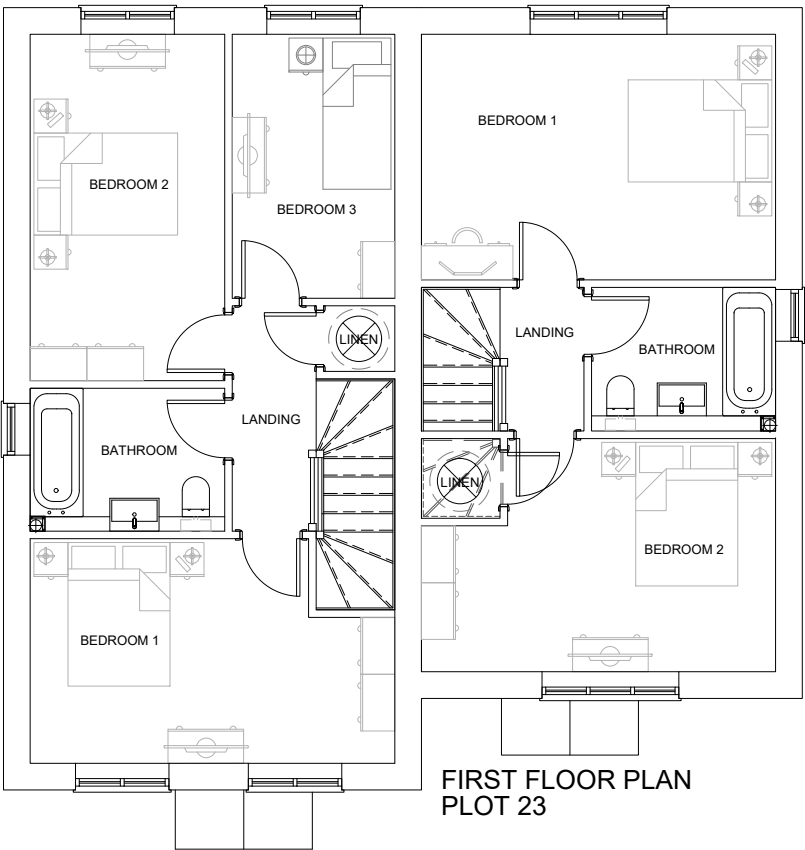 BEDROOM 1
BEDROOM 2
BEDROOM 3
LINEN
LANDING
BATHROOM
LANDING
BATHROOM
LINEN
BEDROOM 2
BEDROOM 1
FIRST FLOOR PLAN
PLOT 23